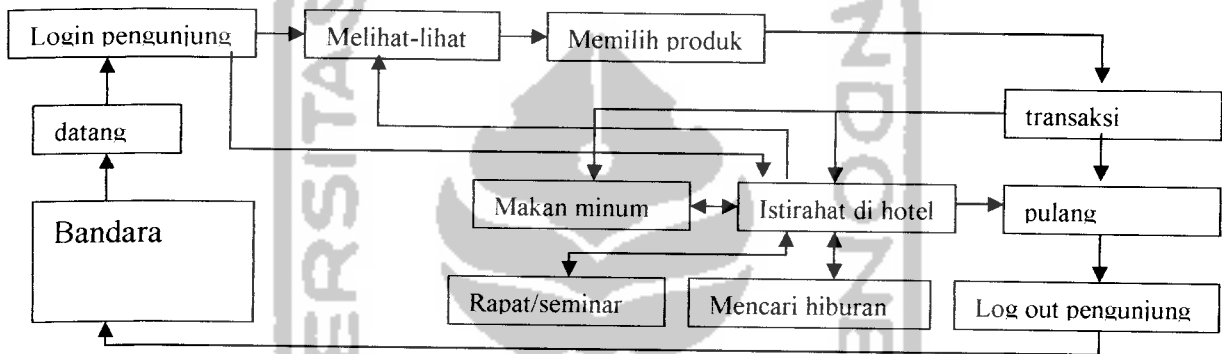 Login pengunjung
Melihat-lihat
Memilih produk
datang
transaksi
Bandara
Makan minum
Istirahat di hotel
pulang
Rapat/seminar
Mencari hiburan
Log out pengunjung